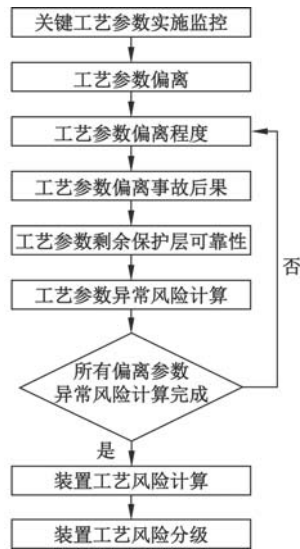 关键工艺参数实施监控
工艺参数偏离
工艺参数偏离程度
工艺参数偏离事故后果
工艺参数剩余保护层可靠性
工艺参数异常风险计算
所有偏离参数
异常风险计算完成
否
是
装置工艺风险计算
装置工艺风险分级